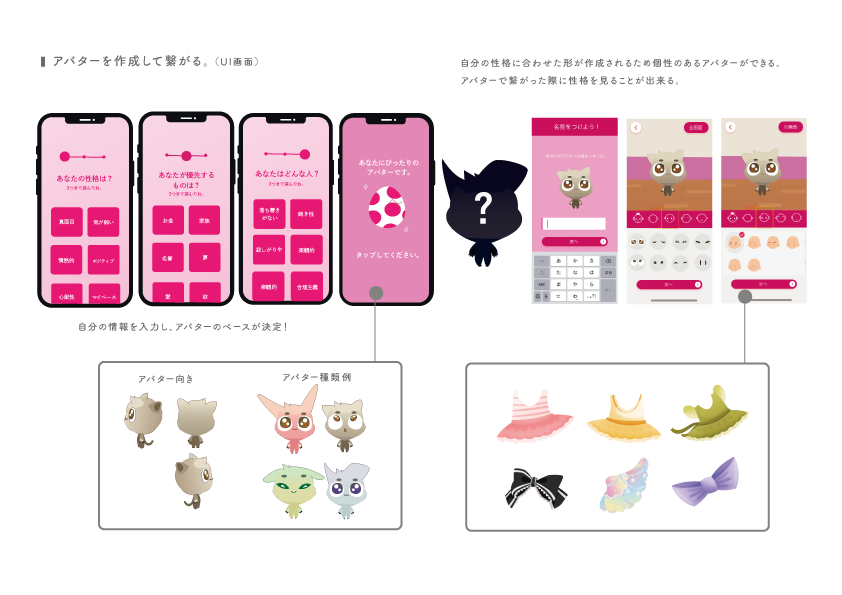 アバターを作成して繋がる。(UI画面)
自分の性格に合わせた形が作成されるため個性のあるアバターができる。
アバターで繋がった際に性格を見ることが出来る。
あなたの性格は?
3つまで選んでね。
真面目
気が弱い
情熱的
ポジティブ
心配性
マイペース
あなたが優先する
ものは?
3つまで選んでね。
お金
家族
名誉
夢
愛
欲
あなたはどんな人?
3つまで選んでね。
落ち着き
がない
飽き性
寂しがりや
楽観的
楽観的
合理主義
あなたにぴったりの
アバターです。
タップしてください。
?
名前をつけよう!
次へ
あ
か
さ
た
な
は
ABC
ま
や
ら
わ
全画面
次へ
全画面
次へ
自分の情報を入力し、アバターのベースが決定!
アバター向き
アバター種類例